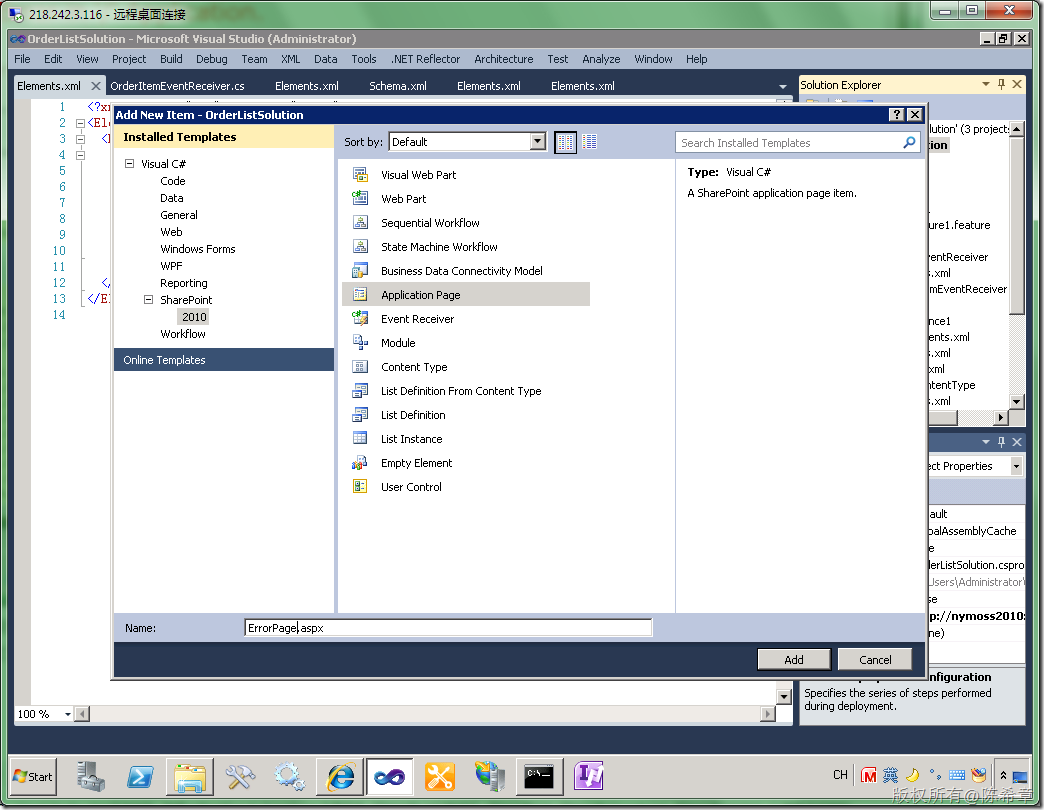 218.242.3.116 - 远程桌面连接
OrderListSolution - Microsoft Visual Studio (Administrator)
File Edit View Project Build Debug Team XML Data Tools .NET Reflector Architecture Test Analyze Window Help
Elements.xml OrderItemEventReceiver.cs Elements.xml Schema.xml Elements.xml Elements.xml
Solution Explorer
1 <?x
2 <El
3 <
4
5
6
7
8
9
10
11
12 </
13 </E
14
Add New Item - OrderListSolution
Installed Templates
Visual C#
Code
Data
General
Web
Windows Forms
WPF
Reporting
SharePoint
2010
Workflow
Online Templates
Sort by: Default
Visual Web Part
Web Part
Sequential Workflow
State Machine Workflow
Business Data Connectivity Model
Application Page
Event Receiver
Module
Content Type
List Definition From Content Type
List Definition
List Instance
Empty Element
User Control
Search Installed Templates
Type: Visual C#
A SharePoint application page item.
Name: ErrorPage.aspx
Add Cancel
lution' (3 projects
tion
ure1.feature
ventReceiver
s.xml
mEventReceiver
nce1
ents.xml
s.xml
xml
ntentType
s.xml
ect Properties
ault
balAssemblyCache
e
derListSolution.cspro
Users\Administrator\
se
p://nymoss2010:
ne)
nfiguration
Specifies the series of steps performed
during deployment.
100 %
Start
CH
版权所有@陈希章